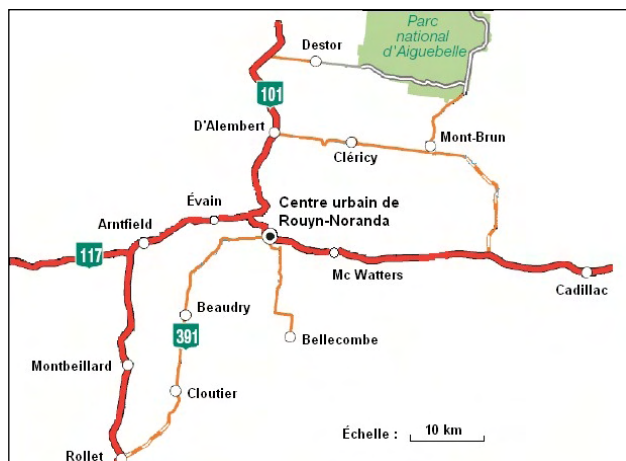 Parc
national
d'Aiguebelle
Destor
101
D'Alembert
Cléricy
Mont-Brun
Évain
Centre urbain de
Rouyn-Noranda
Arntfield
117
Mc Watters
Cadillac
Beaudry
391
Bellecombe
Montbeillard
Cloutier
Échelle : 10 km
Rollet